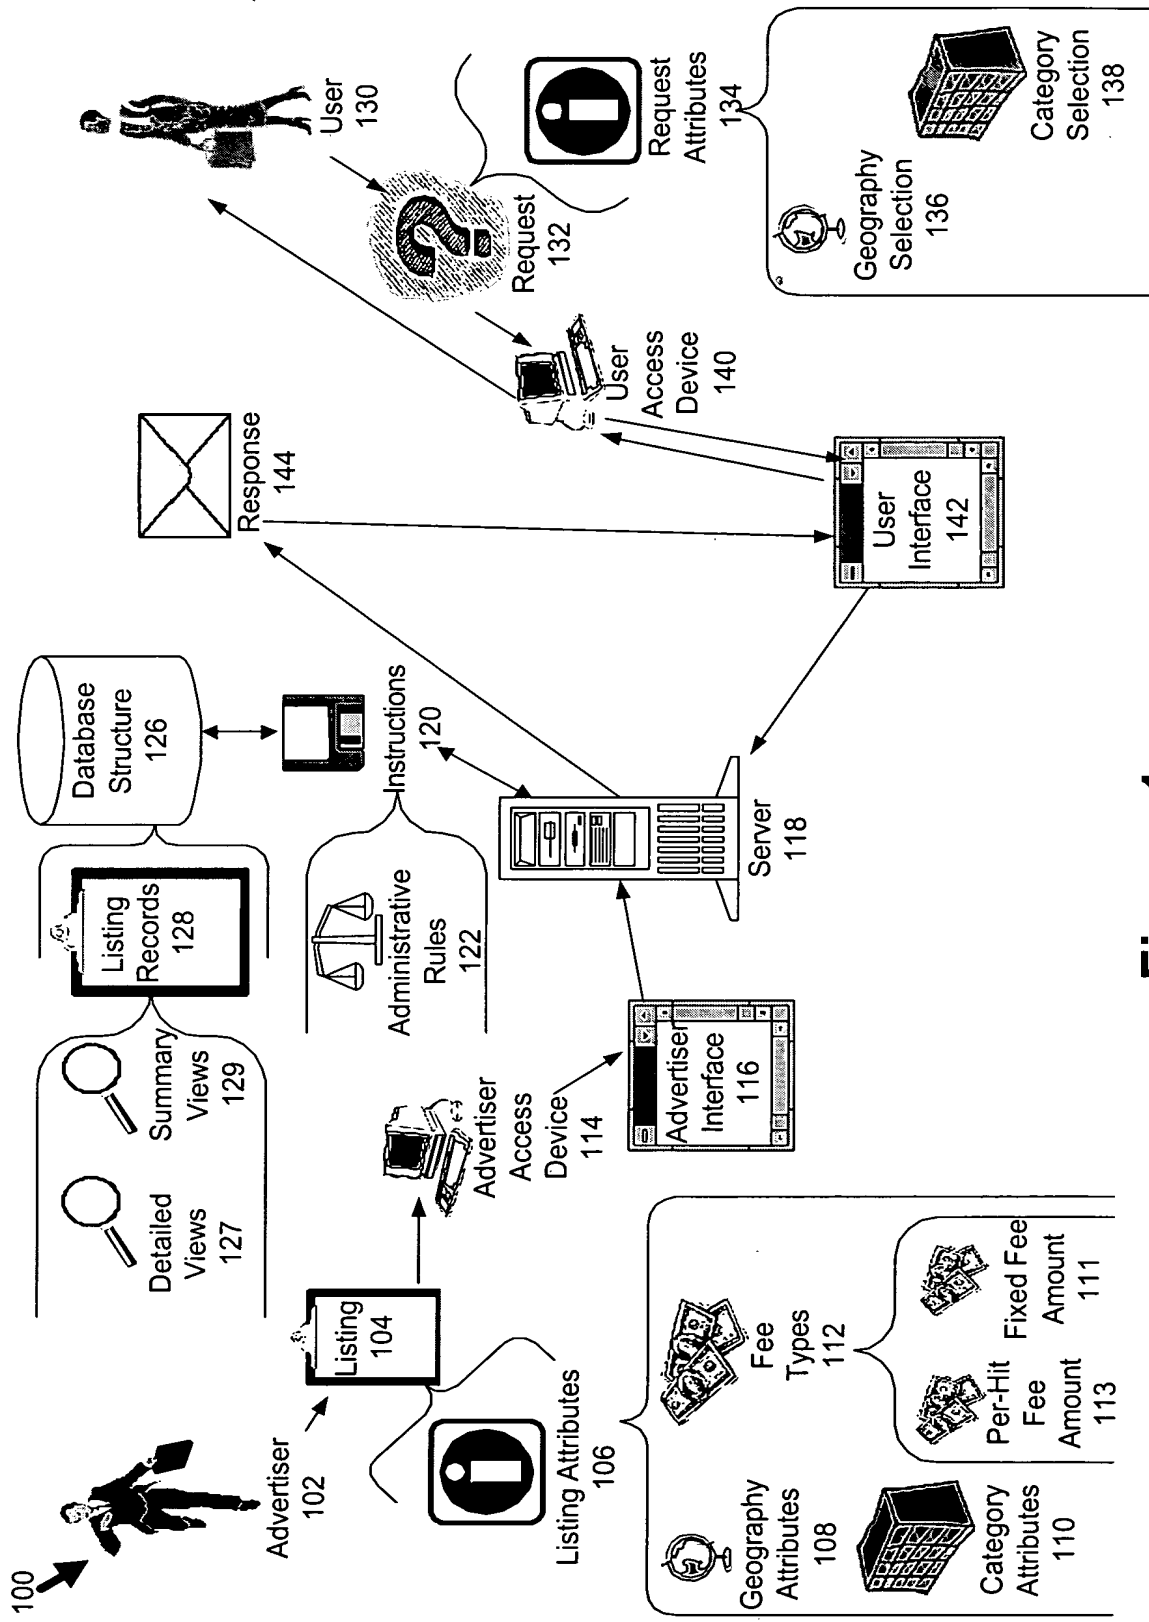 100
Advertiser
102
Listing
104
Listing Attributes
106
Geography
Attributes
108
Category
Attributes
110
Fee
Types
112
Per-Hit
Fee
Amount
113
Fixed Fee
Amount
111
Detailed
Views
127
Summary
Views
129
Listing
Records
128
Database
Structure
126
Administrative
Rules
122
Instructions
120
Advertiser
Access
Device
114
Advertiser
Interface
116
Server
118
Response
144
User
Interface
142
User
Access
Device
140
User
130
Request
132
Request
Attributes
134
Geography
Selection
136
Category
Selection
138